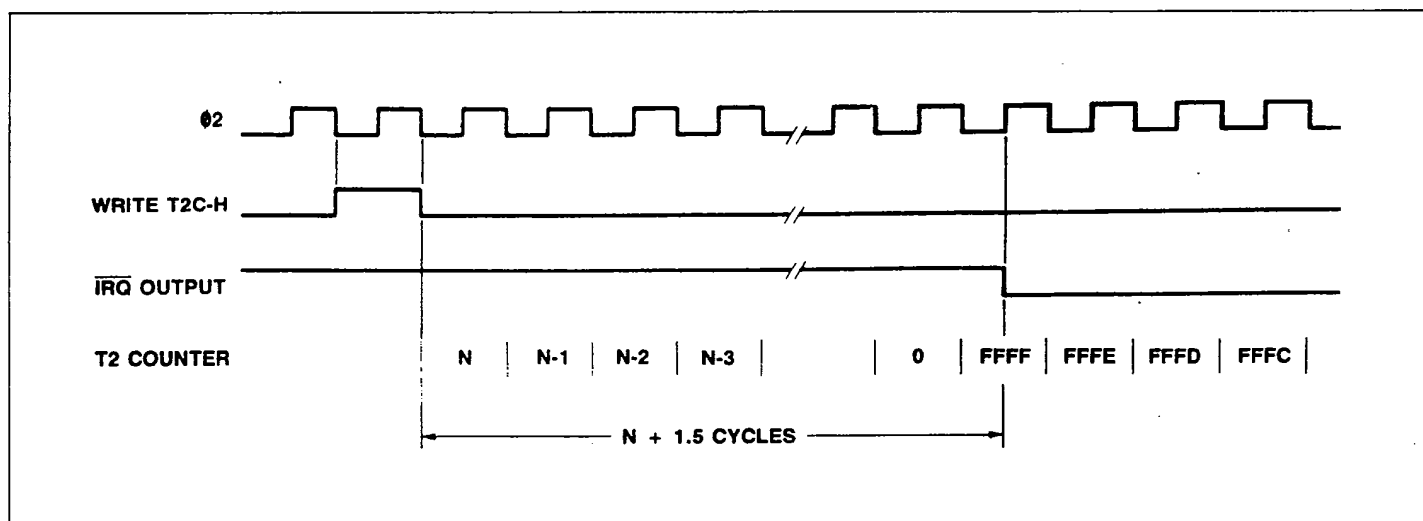 ϕ2
WRITE T2C-H
IRQ OUTPUT
T2 COUNTER
N
N-1
N-2
N-3
0
FFFF
FFFE
FFFD
FFFC
N + 1.5 CYCLES